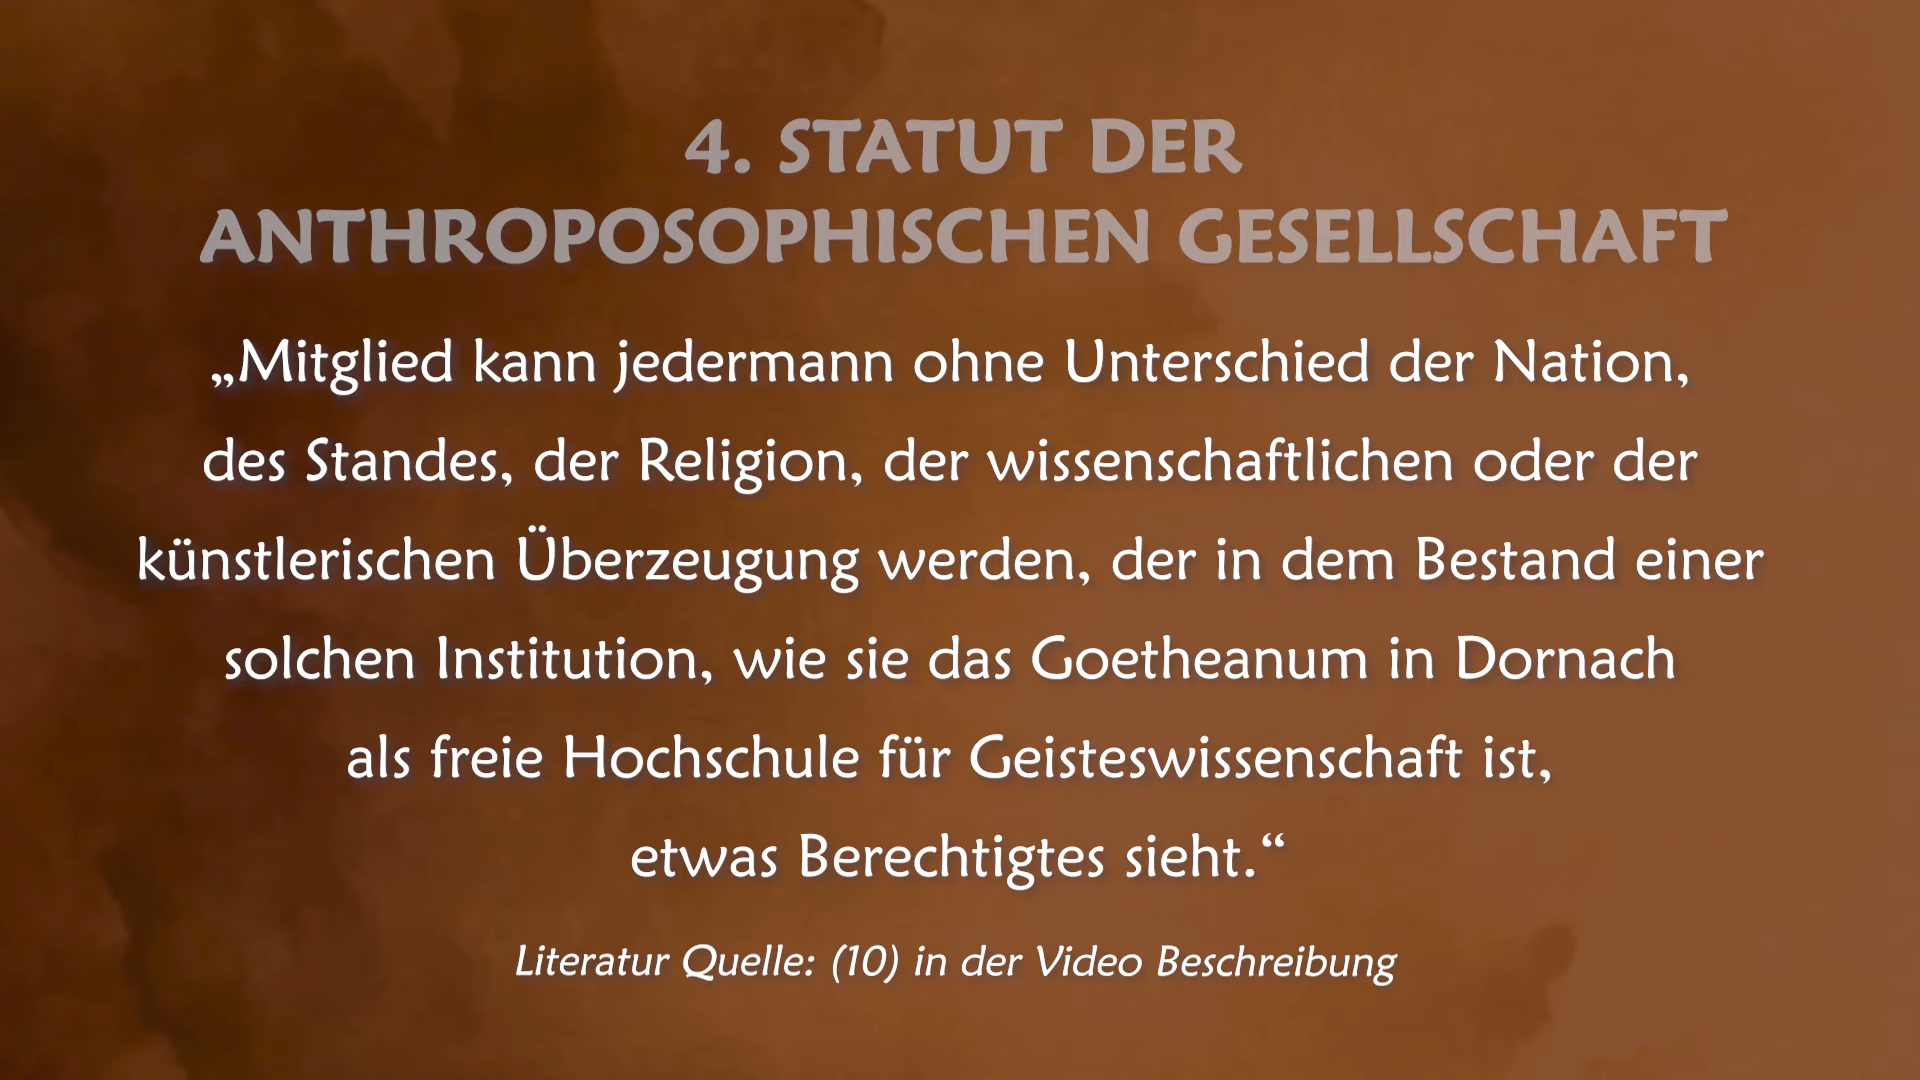 4. STATUT DER
ANTHROPOSOPHISCHEN GESELLSCHAFT
„Mitglied kann jedermann ohne Unterschied der Nation,
des Standes, der Religion, der wissenschaftlichen oder der
künstlerischen Überzeugung werden, der in dem Bestand einer
solchen Institution, wie sie das Goetheanum in Dornach
als freie Hochschule für Geisteswissenschaft ist,
etwas Berechtigtes sieht.“
Literatur Quelle: (10) in der Video Beschreibung